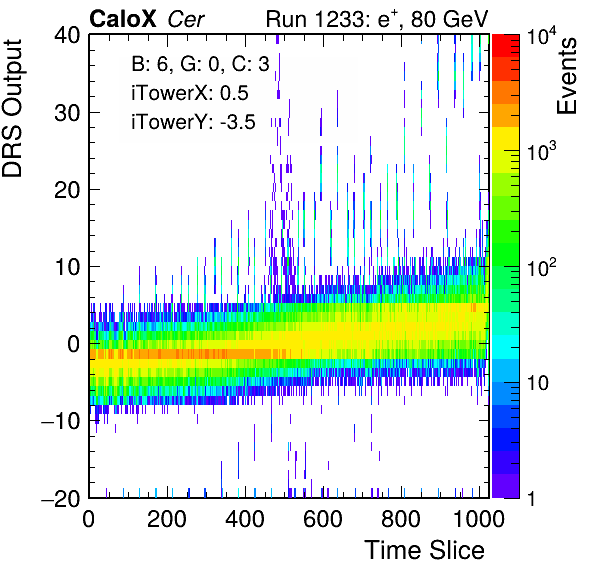 CaloX Cer Run 1233: e+, 80 GeV
B: 6, G: 0, C: 3
iTowerX: 0.5
iTowerY: -3.5
DRS Output
40
30
20
10
0
−10
−20
0 200 400 600 800 1000
Time Slice
Events
10^4
10^3
10^2
10
1